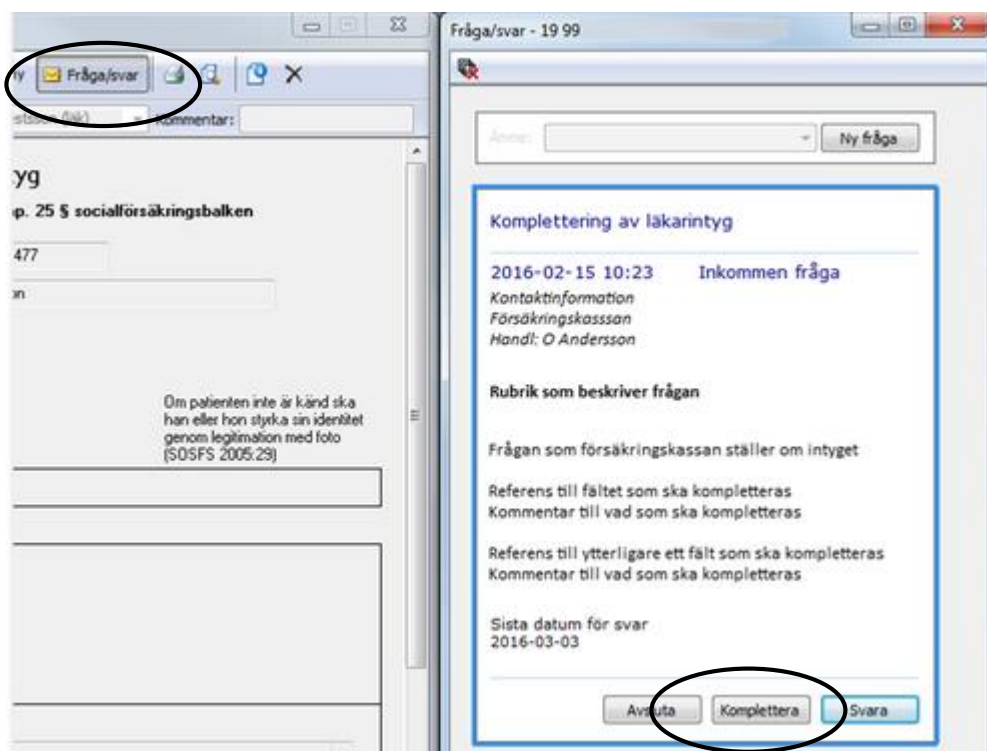 Fråga/svar
Kommentar:
yg
p. 25 § socialförsäkringsbalken
477
on
Om patienten inte är känd ska
han eller hon styrka sin identitet
genom legitimation med foto
(SOSFS 2005:29)
Fråga/svar - 19 99
Ämne:
Ny fråga
Komplettering av läkarintyg
2016-02-15 10:23 Inkommen fråga
Kontaktinformation
Försäkringskasssan
Handl: O Andersson
Rubrik som beskriver frågan
Frågan som försäkringskassan ställer om intyget
Referens till fältet som ska kompletteras
Kommentar till vad som ska kompletteras
Referens till ytterligare ett fält som ska kompletteras
Kommentar till vad som ska kompletteras
Sista datum för svar
2016-03-03
Avsluta Komplettera Svara